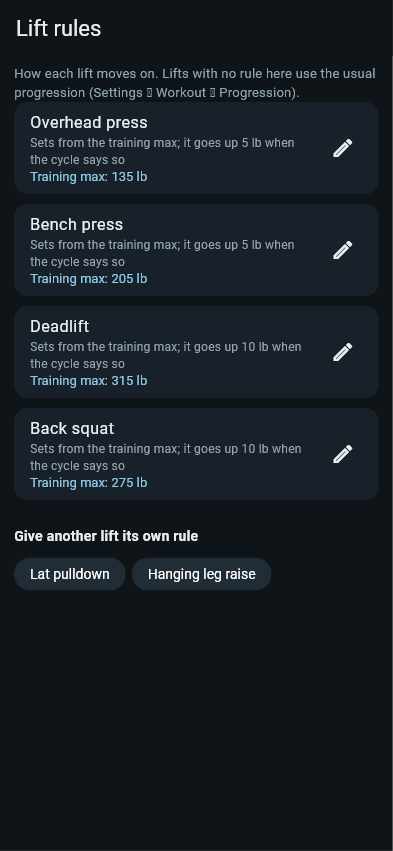 Lift rules
How each lift moves on. Lifts with no rule here use the usual
progression (Settings ▯ Workout ▯ Progression).
Overhead press
Sets from the training max; it goes up 5 lb when
the cycle says so
Training max: 135 lb
Bench press
Sets from the training max; it goes up 5 lb when
the cycle says so
Training max: 205 lb
Deadlift
Sets from the training max; it goes up 10 lb when
the cycle says so
Training max: 315 lb
Back squat
Sets from the training max; it goes up 10 lb when
the cycle says so
Training max: 275 lb
Give another lift its own rule
Lat pulldown
Hanging leg raise